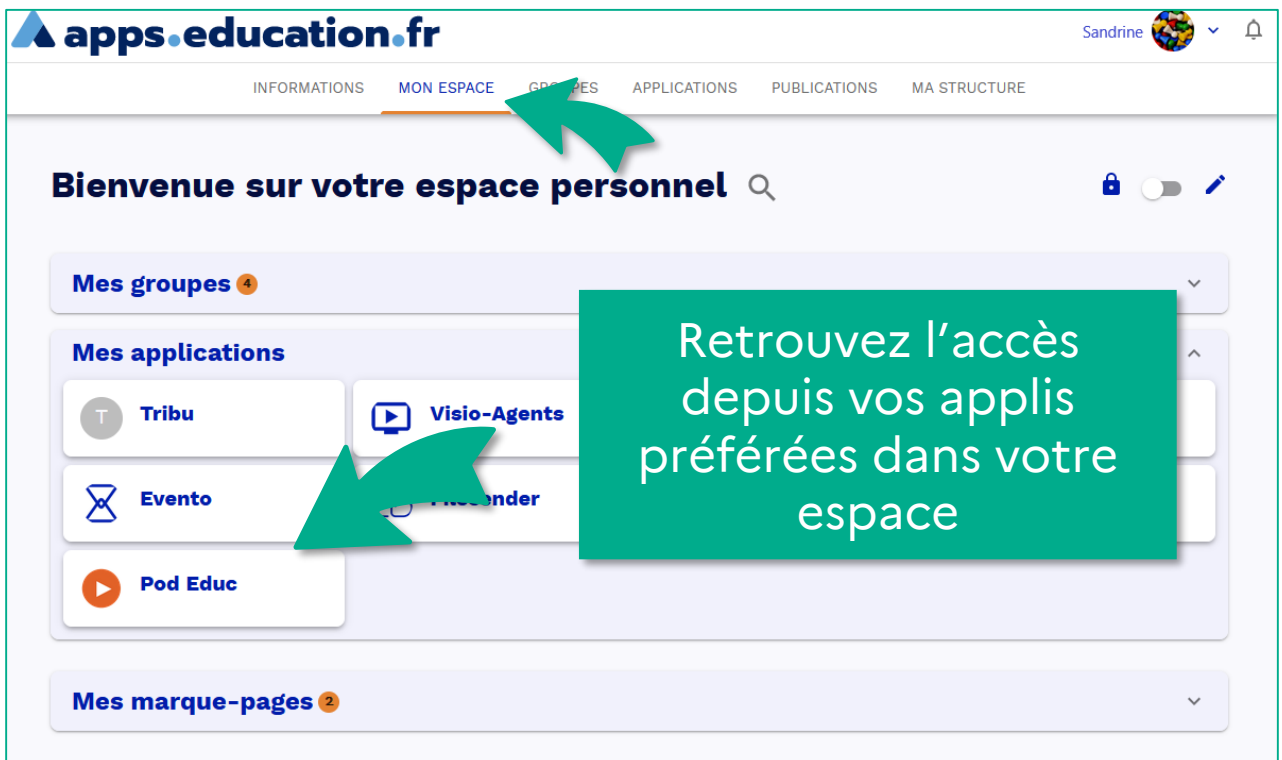 apps.education.fr
Sandrine
INFORMATIONS MON ESPACE GROUPES APPLICATIONS PUBLICATIONS MA STRUCTURE
Bienvenue sur votre espace personnel
Mes groupes 4
Mes applications
T Tribu
Visio-Agents
Evento
Pod Educ
Retrouvez l’accès
depuis vos applis
préférées dans votre
espace
Mes marque-pages 2